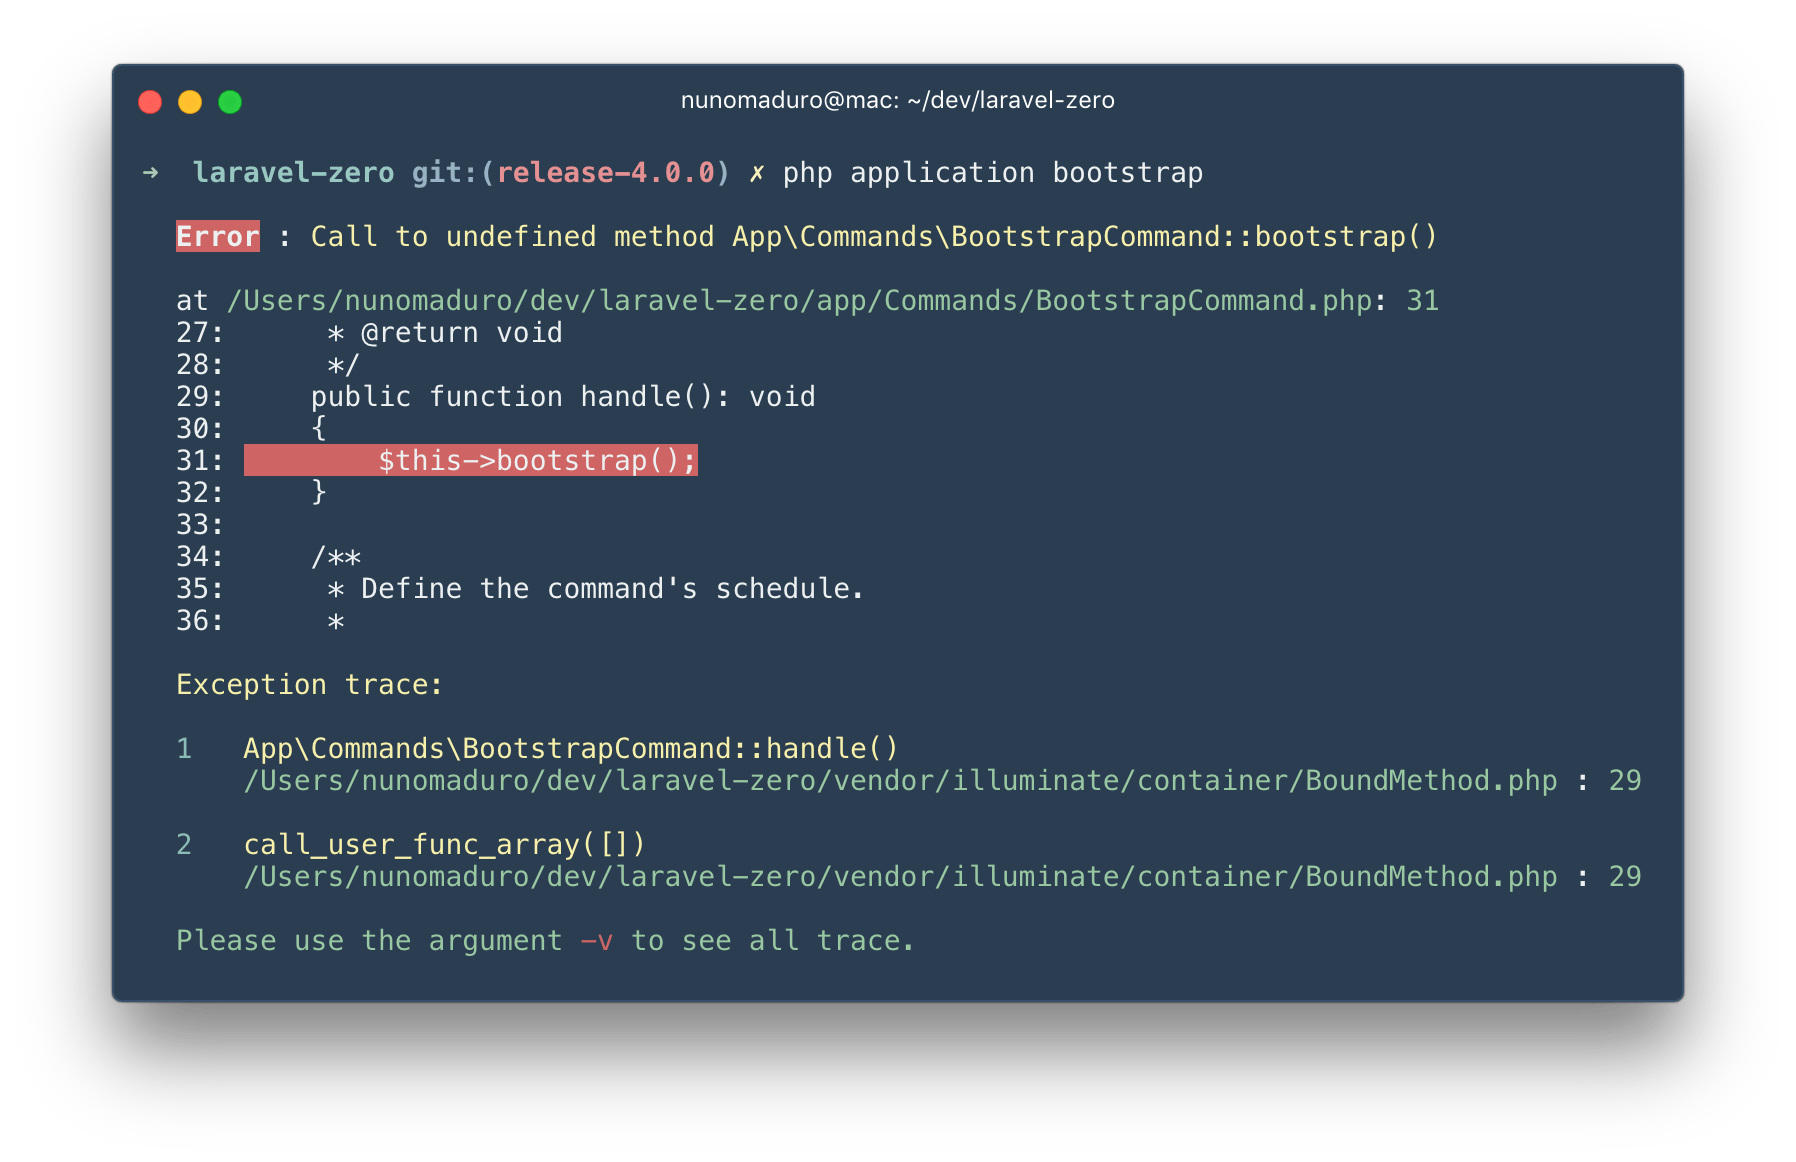 nunomaduro@mac: ~/dev/laravel-zero
➜  laravel-zero git:(release-4.0.0) ✗ php application bootstrap
Error : Call to undefined method App\Commands\BootstrapCommand::bootstrap()
at /Users/nunomaduro/dev/laravel-zero/app/Commands/BootstrapCommand.php: 31
27:      * @return void
28:      */
29:     public function handle(): void
30:     {
31:         $this->bootstrap();
32:     }
33:
34:     /**
35:      * Define the command's schedule.
36:      *
Exception trace:
1   App\Commands\BootstrapCommand::handle()
/Users/nunomaduro/dev/laravel-zero/vendor/illuminate/container/BoundMethod.php : 29
2   call_user_func_array([])
/Users/nunomaduro/dev/laravel-zero/vendor/illuminate/container/BoundMethod.php : 29
Please use the argument -v to see all trace.